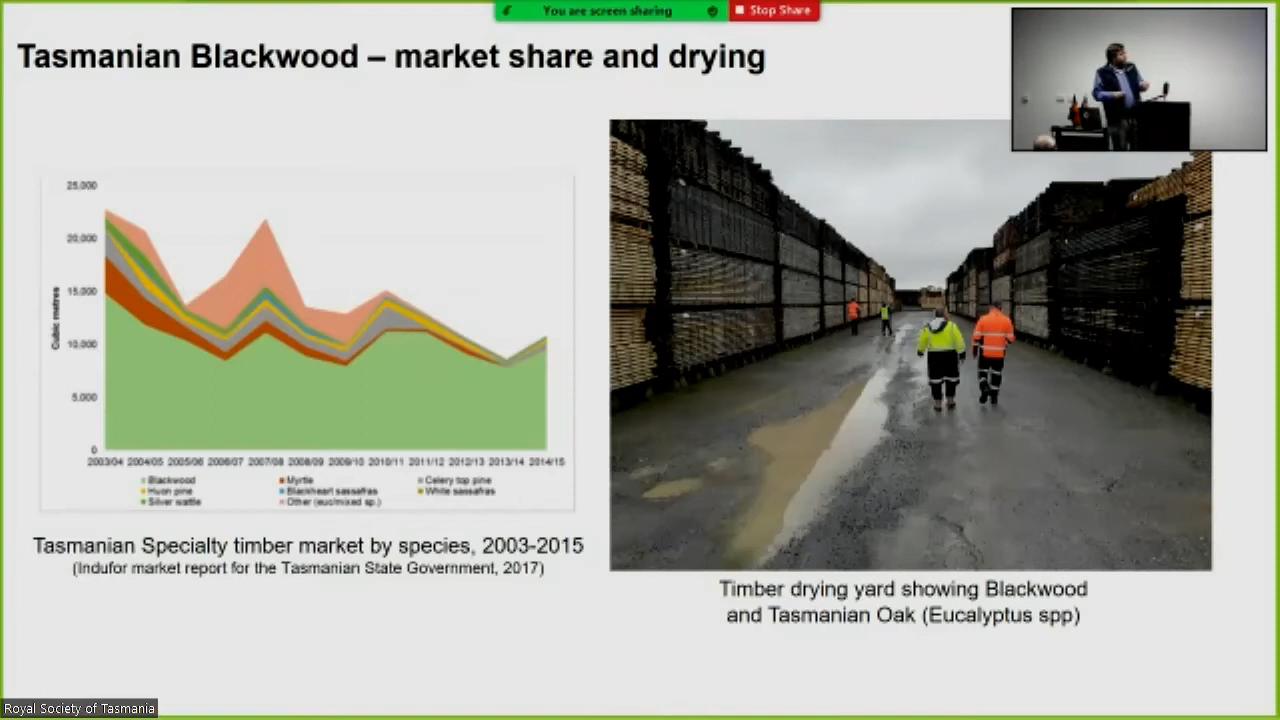 You are screen sharing
Stop Share
Tasmanian Blackwood – market share and drying
25,000
20,000
15,000
10,000
5,000
0
Cubic metres
2003/04 2004/05 2005/06 2006/07 2007/08 2008/09 2009/10 2010/11 2011/12 2012/13 2013/14 2014/15
Blackwood Myrtle Celery top pine
Huon pine Blackheart sassafras White sassafras
Silver wattle Other (euc/mixed sp.)
Tasmanian Specialty timber market by species, 2003-2015
(Indufor market report for the Tasmanian State Government, 2017)
Timber drying yard showing Blackwood
and Tasmanian Oak (Eucalyptus spp)
Royal Society of Tasmania